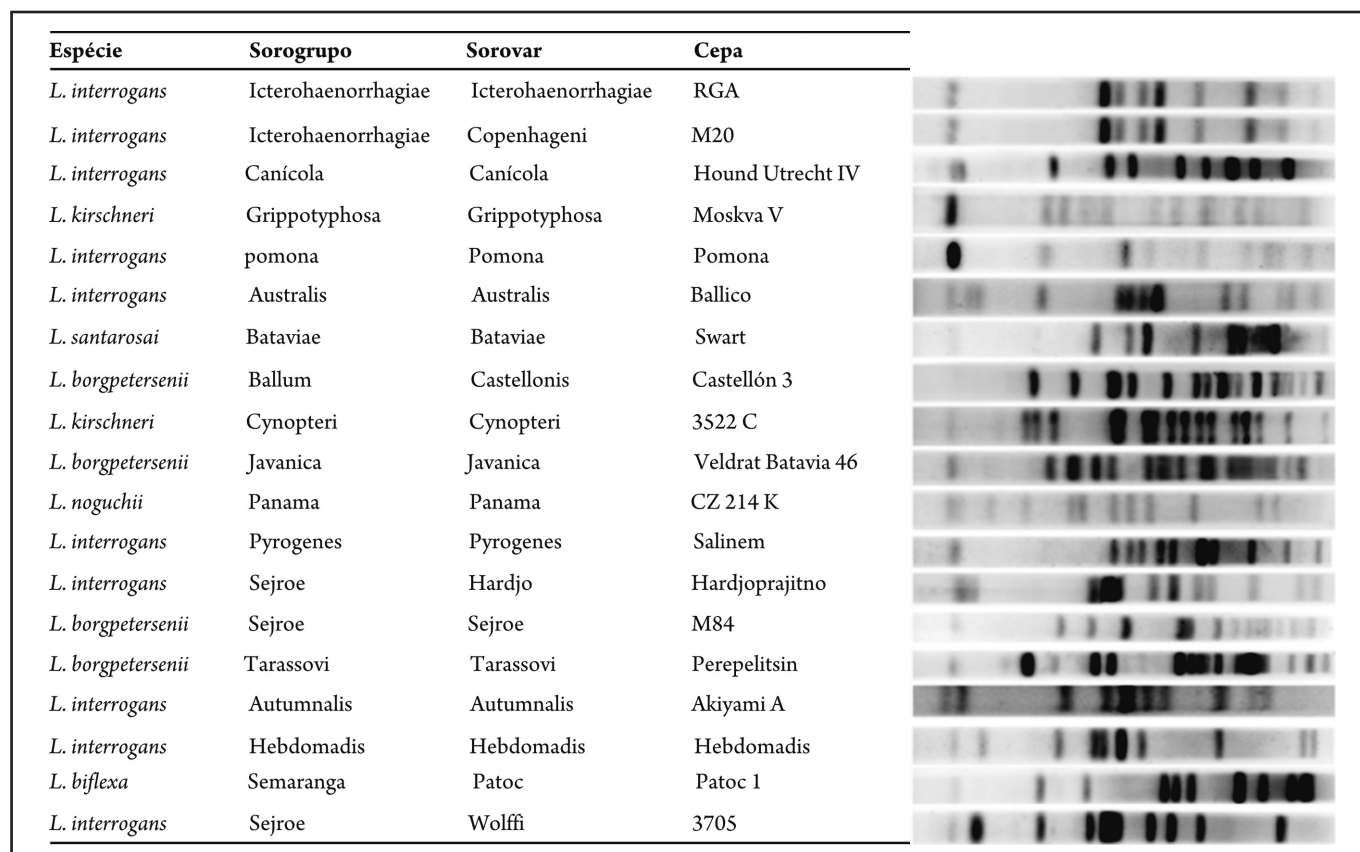 Espécie Sorogrupo Sorovar Cepa
L. interrogans Icterohaenorrhagiae Icterohaenorrhagiae RGA
L. interrogans Icterohaenorrhagiae Copenhageni M20
L. interrogans Canícola Canícola Hound Utrecht IV
L. kirschneri Grippotyphosa Grippotyphosa Moskva V
L. interrogans pomona Pomona Pomona
L. interrogans Australis Australis Ballico
L. santarosai Bataviae Bataviae Swart
L. borgpetersenii Ballum Castellonis Castellón 3
L. kirschneri Cynopteri Cynopteri 3522 C
L. borgpetersenii Javanica Javanica Veldrat Batavia 46
L. noguchii Panama Panama CZ 214 K
L. interrogans Pyrogenes Pyrogenes Salinem
L. interrogans Sejroe Hardjo Hardjoprajitno
L. borgpetersenii Sejroe Sejroe M84
L. borgpetersenii Tarassovi Tarassovi Perepelitsin
L. interrogans Autumnalis Autumnalis Akiyami A
L. interrogans Hebdomadis Hebdomadis Hebdomadis
L. biflexa Semaranga Patoc Patoc 1
L. interrogans Sejroe Wolffi 3705